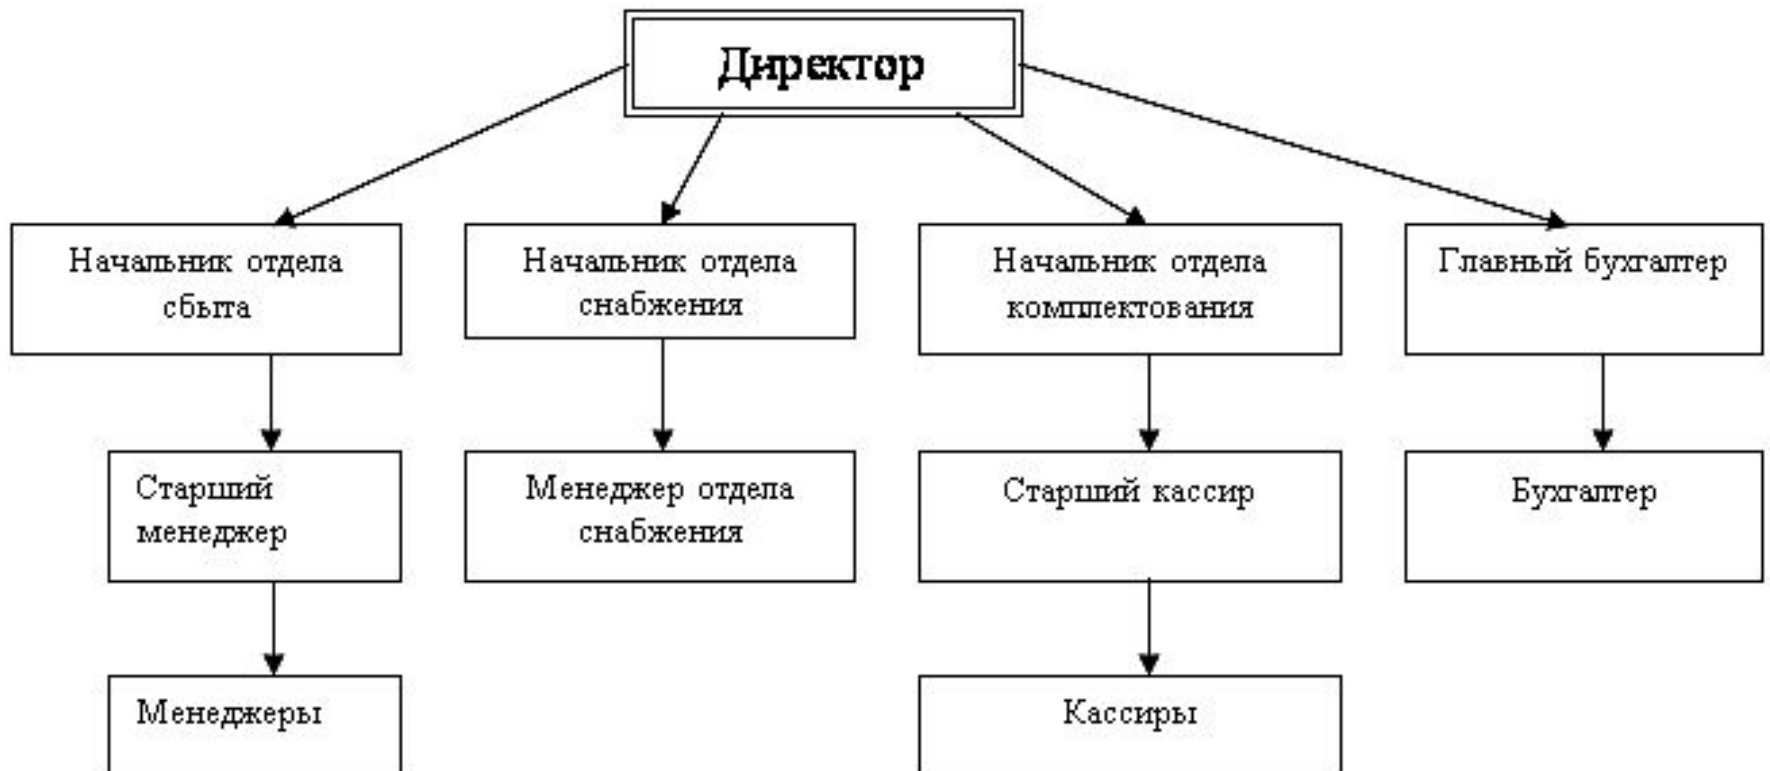 Директор
Начальник отдела
сбыта
Начальник отдела
снабжения
Начальник отдела
комплектования
Главный бухгалтер
Старший
менеджер
Менеджер отдела
снабжения
Старший кассир
Бухгалтер
Менеджеры
Кассиры